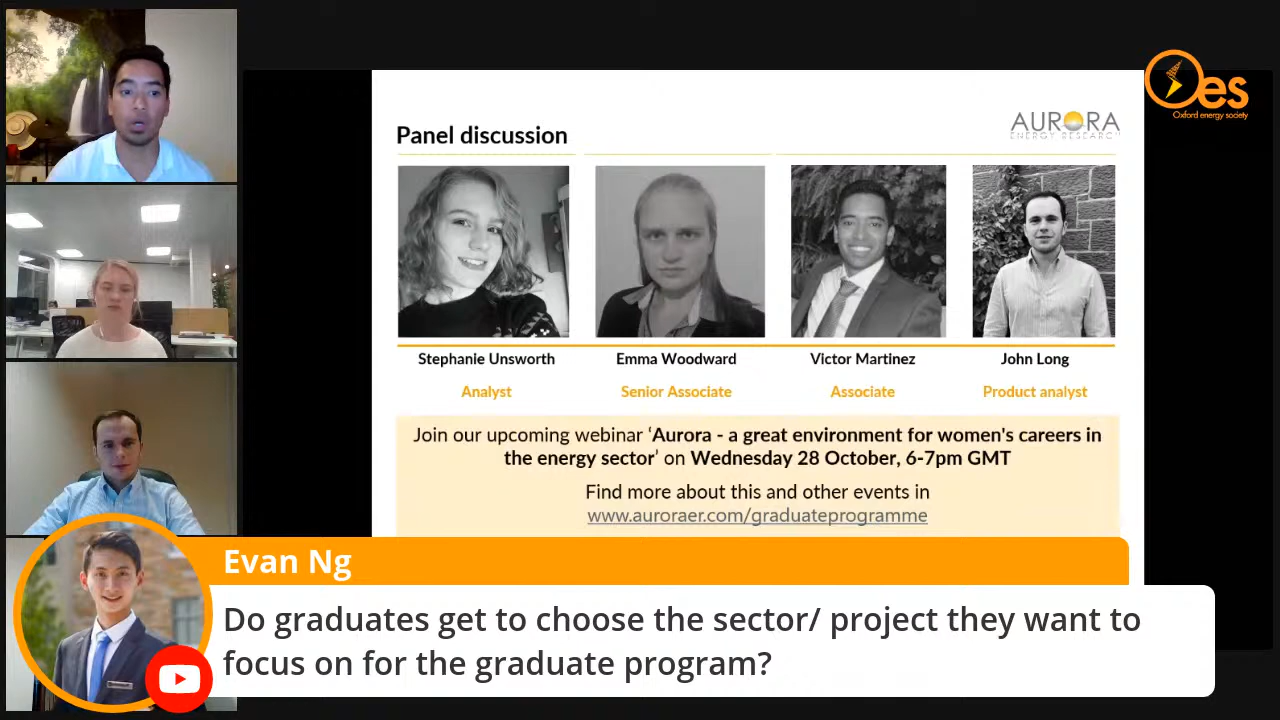 Panel discussion
AURORA
ENERGY RESEARCH
es
Oxford energy society
Stephanie Unsworth
Emma Woodward
Victor Martinez
John Long
Analyst
Senior Associate
Associate
Product analyst
Join our upcoming webinar ‘Aurora - a great environment for women's careers in
the energy sector’ on Wednesday 28 October, 6-7pm GMT
Find more about this and other events in
www.auroraer.com/graduateprogramme
Evan Ng
Do graduates get to choose the sector/ project they want to
focus on for the graduate program?